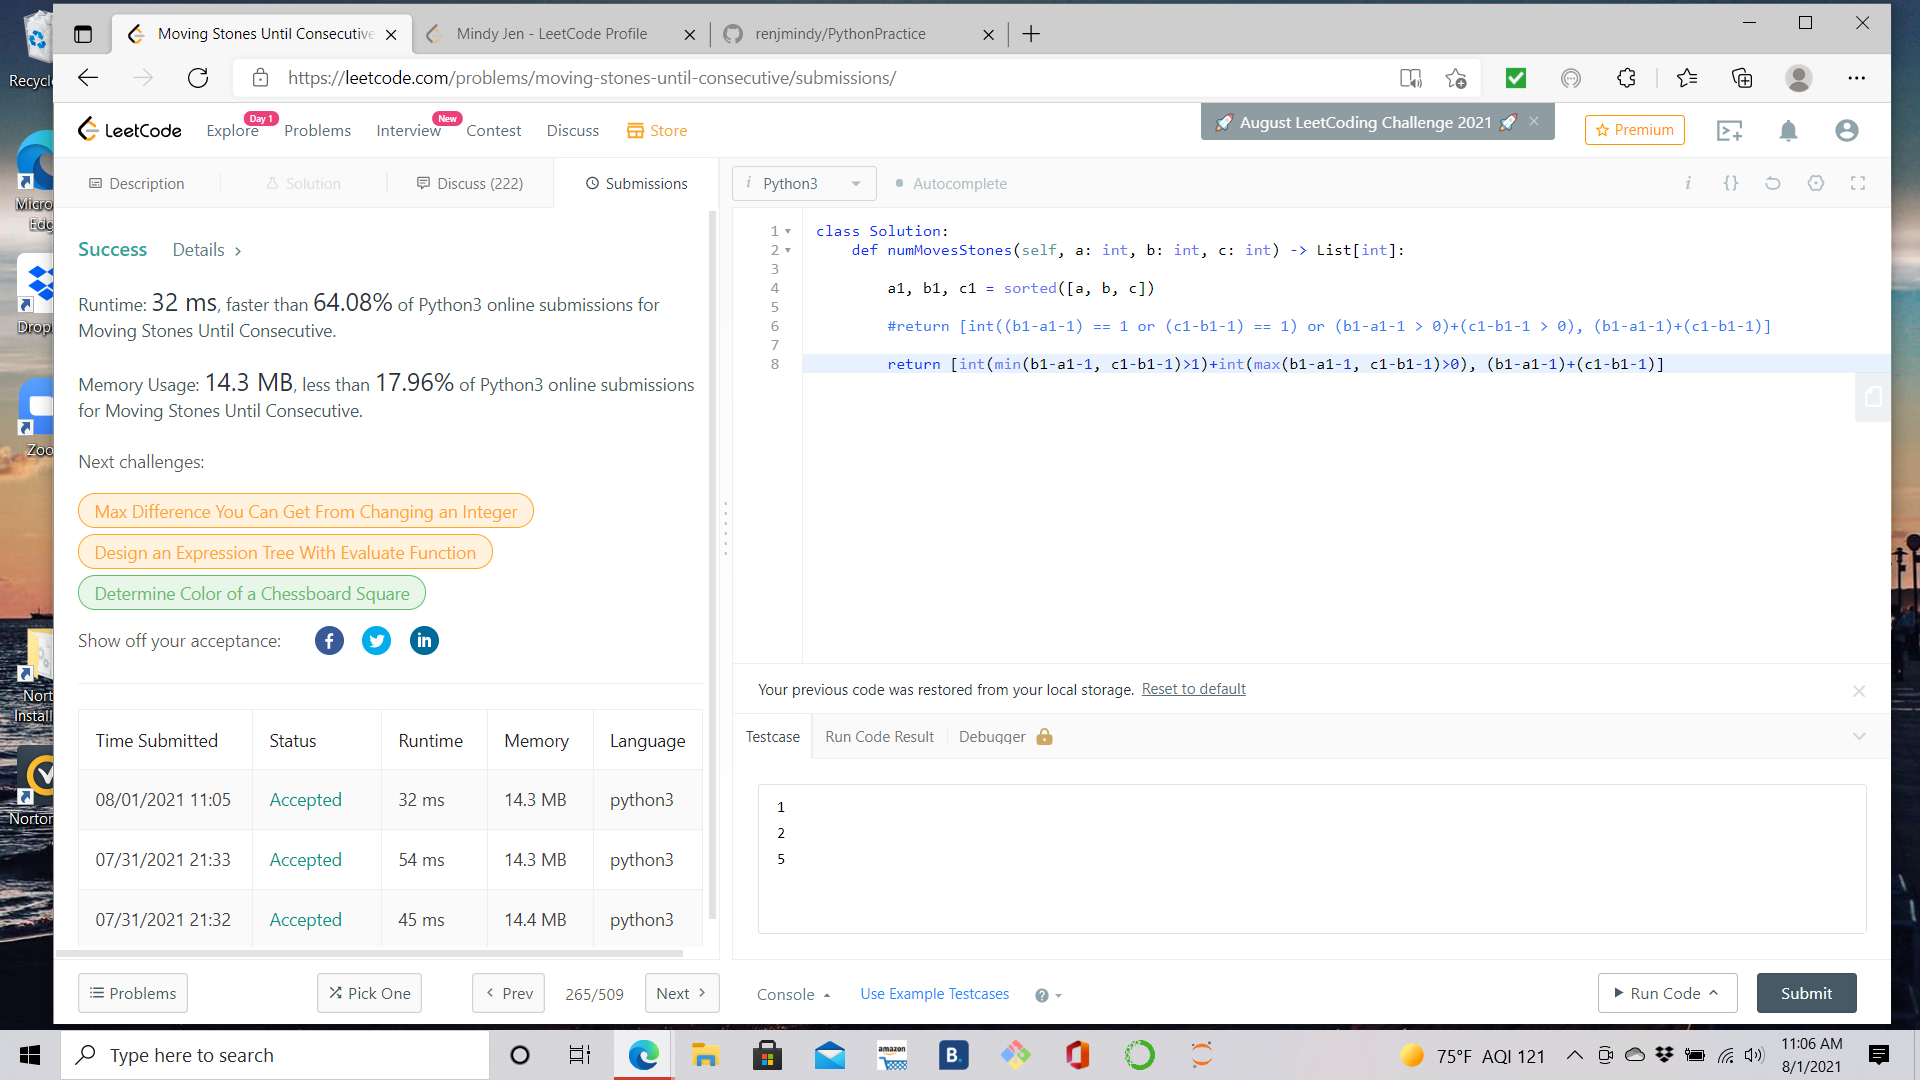 Recycle
Micro
Edg
Drop
Zoo
Nort
Install
Norton
Moving Stones Until Consecutive
Mindy Jen - LeetCode Profile
renjmindy/PythonPractice
https://leetcode.com/problems/moving-stones-until-consecutive/submissions/
LeetCode
Explore
Day 1
Problems
Interview
New
Contest
Discuss
Store
🚀 August LeetCoding Challenge 2021 🚀
Premium
Description
Solution
Discuss (222)
Submissions
Success Details >
Runtime: 32 ms, faster than 64.08% of Python3 online submissions for
Moving Stones Until Consecutive.
Memory Usage: 14.3 MB, less than 17.96% of Python3 online submissions
for Moving Stones Until Consecutive.
Next challenges:
Max Difference You Can Get From Changing an Integer
Design an Expression Tree With Evaluate Function
Determine Color of a Chessboard Square
Show off your acceptance:
Time Submitted Status Runtime Memory Language
08/01/2021 11:05 Accepted 32 ms 14.3 MB python3
07/31/2021 21:33 Accepted 54 ms 14.3 MB python3
07/31/2021 21:32 Accepted 45 ms 14.4 MB python3
Problems
Pick One
< Prev
265/509
Next >
i Python3
Autocomplete
i {}
1 class Solution:
2 def numMovesStones(self, a: int, b: int, c: int) -> List[int]:
3
4 a1, b1, c1 = sorted([a, b, c])
5
6 #return [int((b1-a1-1) == 1 or (c1-b1-1) == 1) or (b1-a1-1 > 0)+(c1-b1-1 > 0), (b1-a1-1)+(c1-b1-1)]
7
8 return [int(min(b1-a1-1, c1-b1-1)>1)+int(max(b1-a1-1, c1-b1-1)>0), (b1-a1-1)+(c1-b1-1)]
Your previous code was restored from your local storage. Reset to default
Testcase
Run Code Result
Debugger
1
2
5
Console
Use Example Testcases
Run Code
Submit
Type here to search
amazon
B.
75°F AQI 121
11:06 AM
8/1/2021